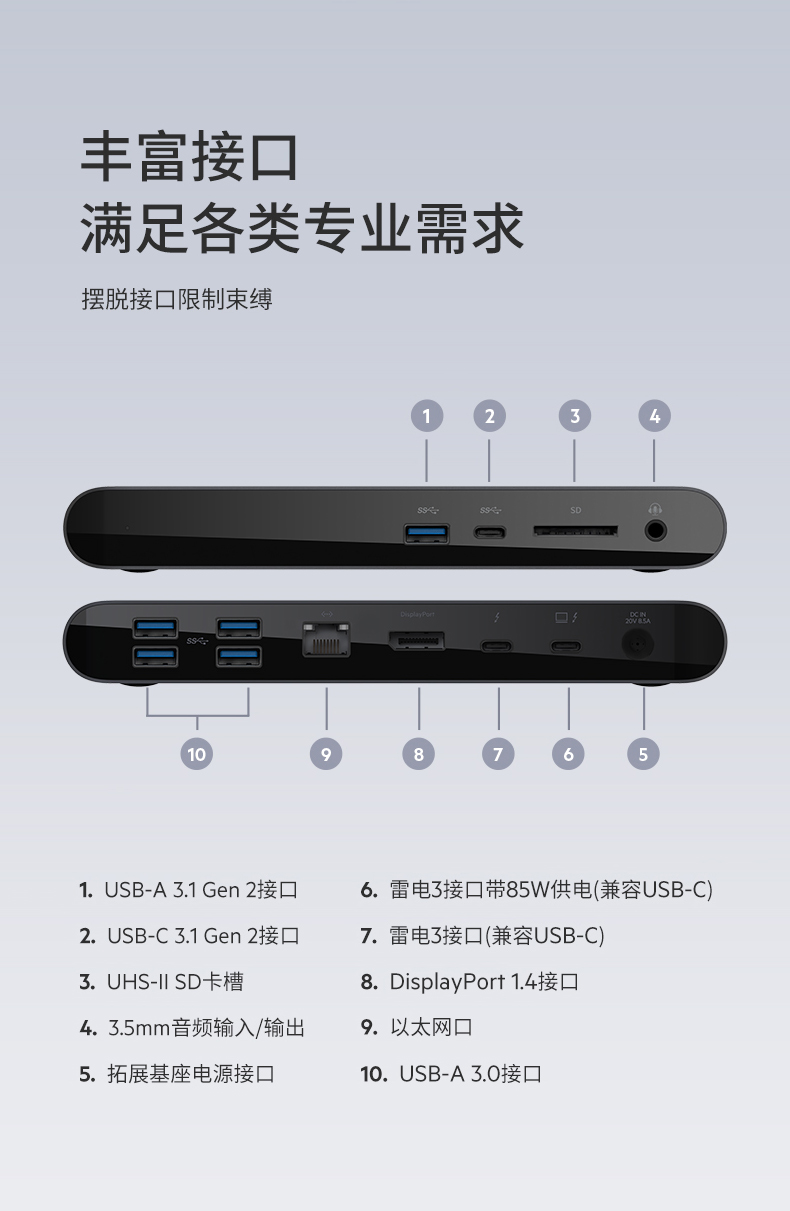 丰富接口
满足各类专业需求
摆脱接口限制束缚
1 2 3 4
SS SS SD
DisplayPort DC IN
SS 20V 8.5A
10 9 8 7 6 5
1. USB-A 3.1 Gen 2接口
2. USB-C 3.1 Gen 2接口
3. UHS-II SD卡槽
4. 3.5mm音频输入/输出
5. 拓展基座电源接口
6. 雷电3接口带85W供电(兼容USB-C)
7. 雷电3接口(兼容USB-C)
8. DisplayPort 1.4接口
9. 以太网口
10. USB-A 3.0接口